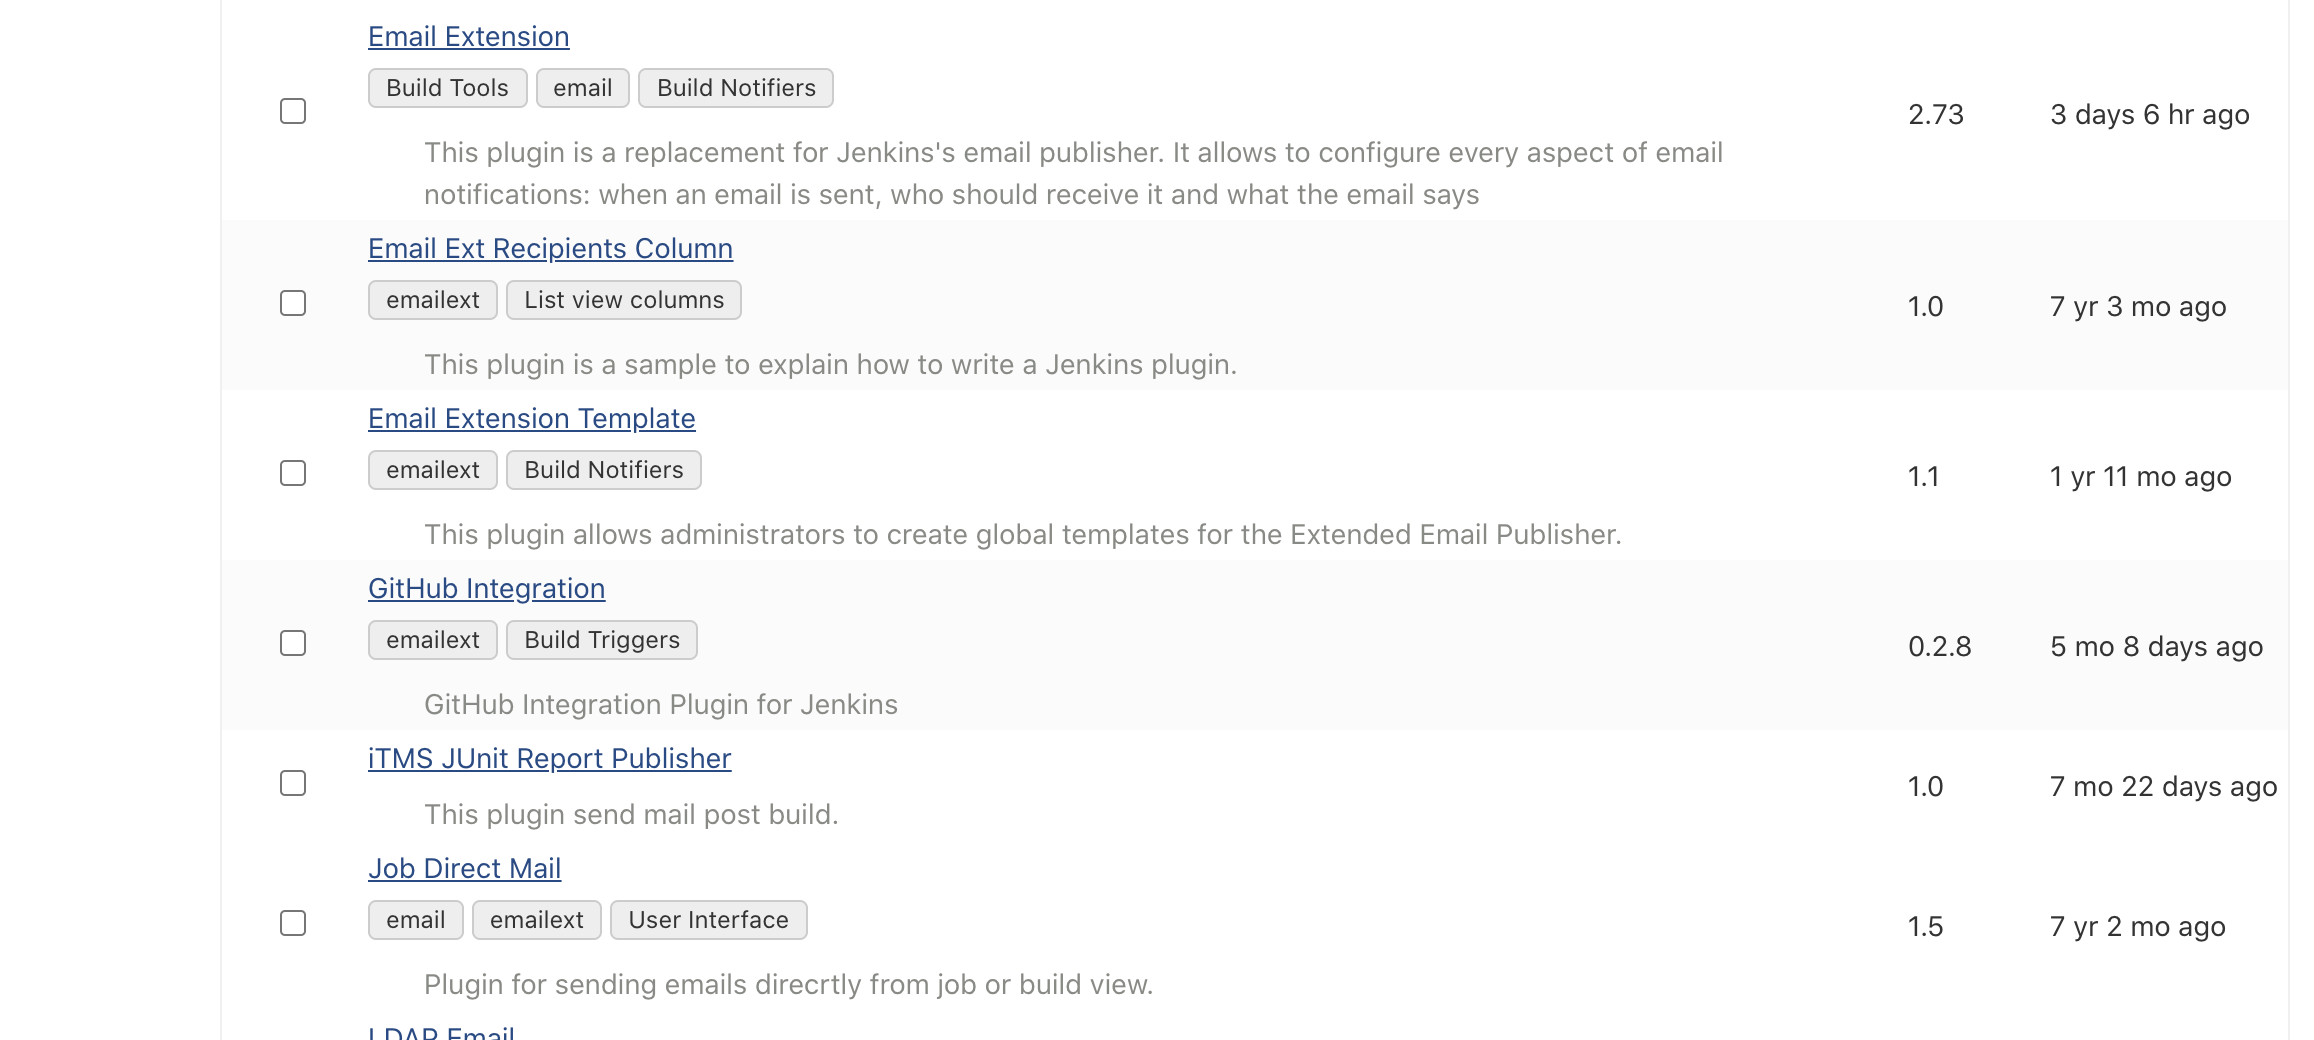 Email Extension
Build Tools email Build Notifiers
2.73 3 days 6 hr ago
This plugin is a replacement for Jenkins's email publisher. It allows to configure every aspect of email
notifications: when an email is sent, who should receive it and what the email says
Email Ext Recipients Column
emailext List view columns
1.0 7 yr 3 mo ago
This plugin is a sample to explain how to write a Jenkins plugin.
Email Extension Template
emailext Build Notifiers
1.1 1 yr 11 mo ago
This plugin allows administrators to create global templates for the Extended Email Publisher.
GitHub Integration
emailext Build Triggers
0.2.8 5 mo 8 days ago
GitHub Integration Plugin for Jenkins
iTMS JUnit Report Publisher
1.0 7 mo 22 days ago
This plugin send mail post build.
Job Direct Mail
email emailext User Interface
1.5 7 yr 2 mo ago
Plugin for sending emails direcrtly from job or build view.
LDAP Email